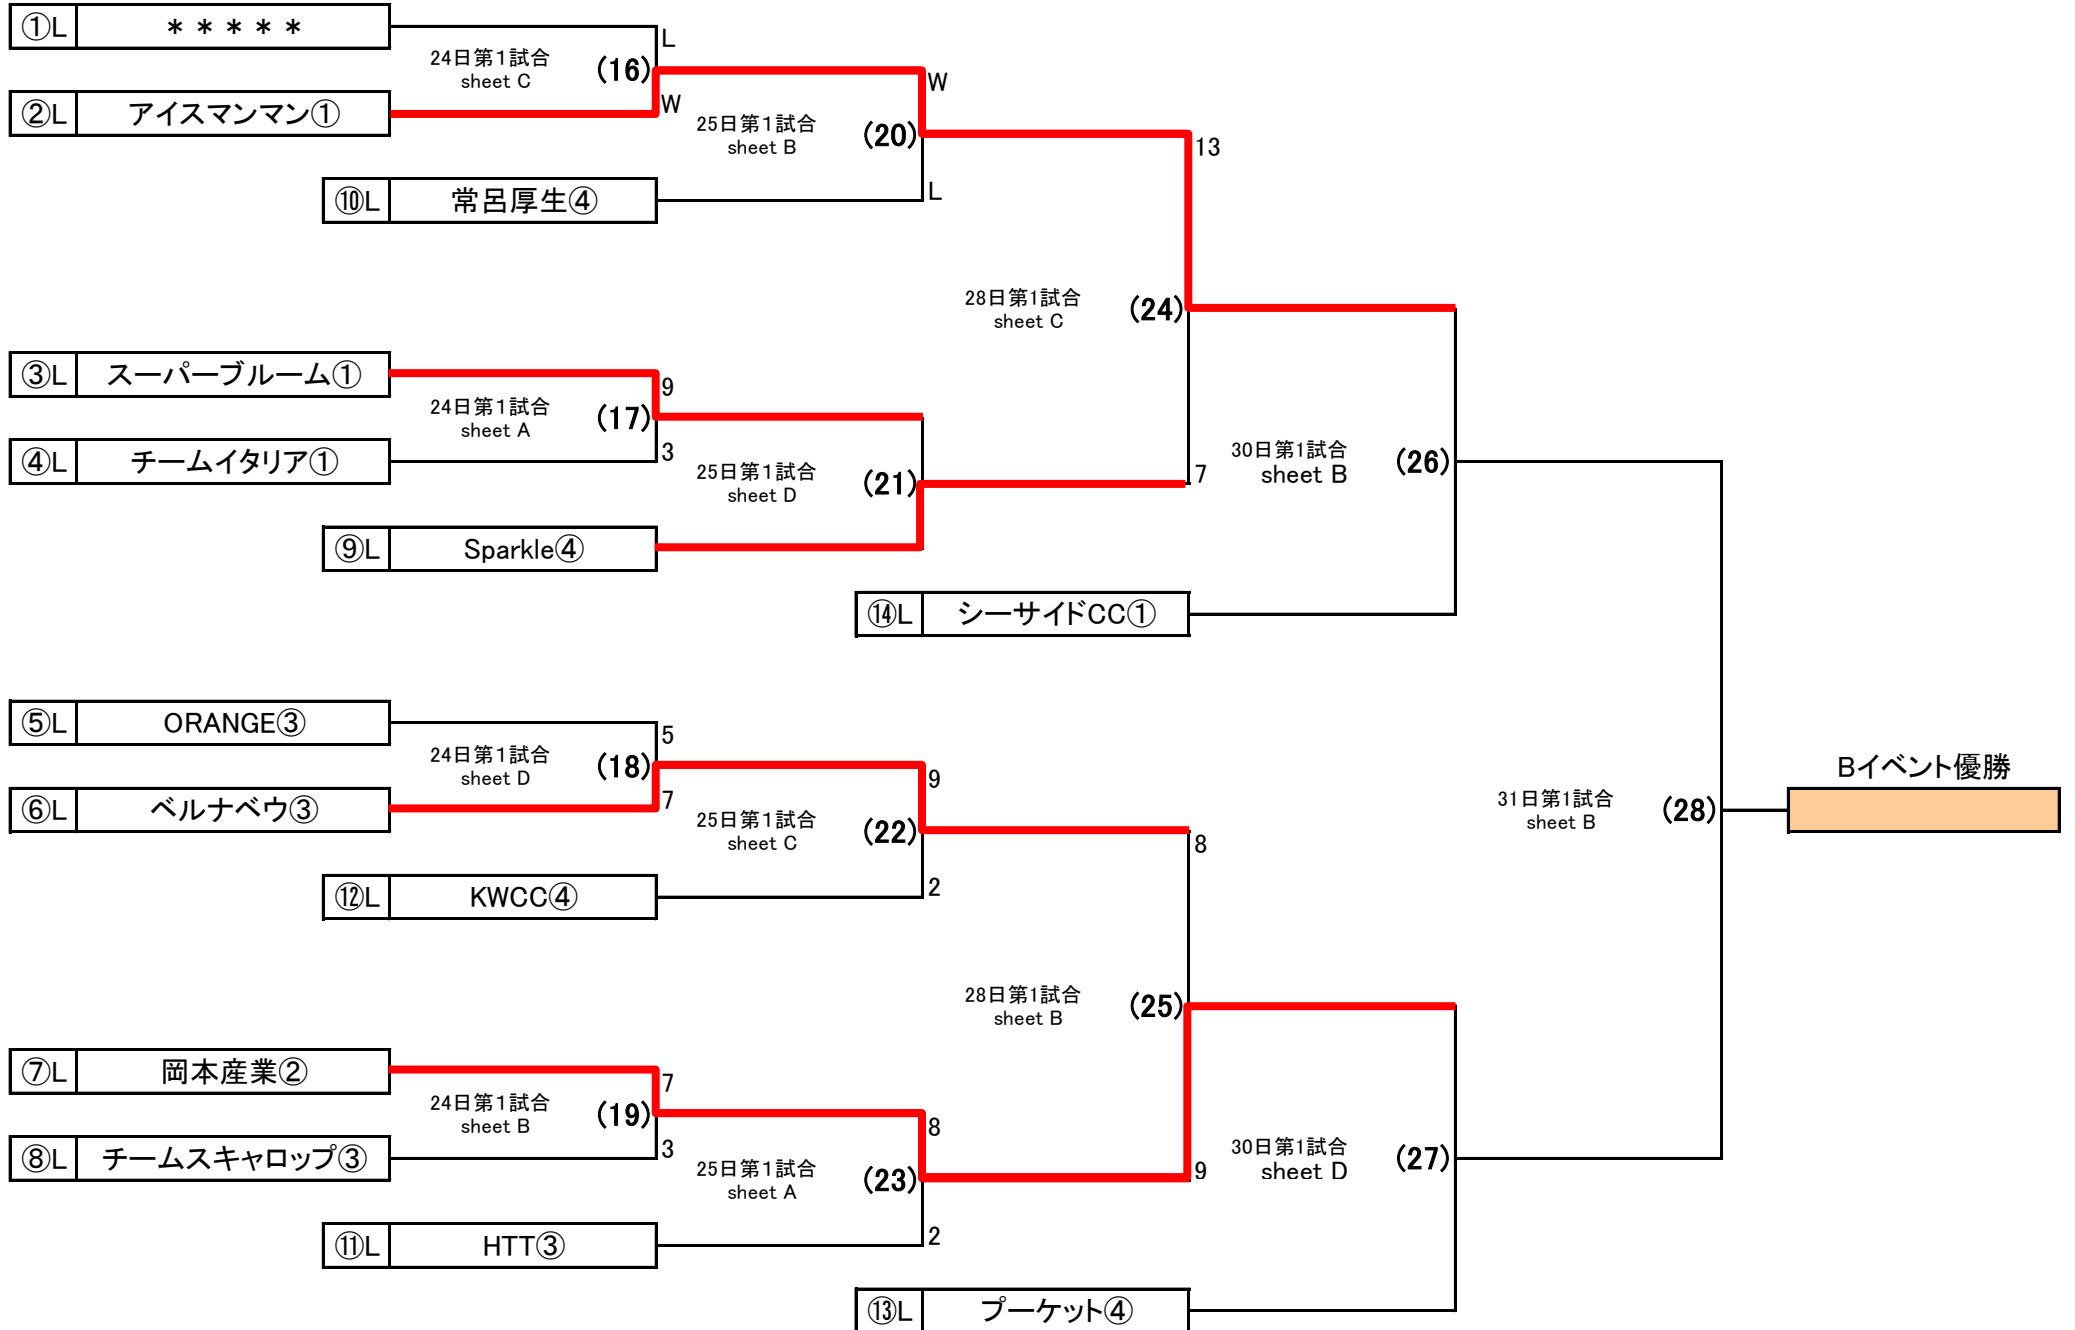 ①L ＊＊＊＊＊
L
24日第1試合
sheet C
(16)
W
②L アイスマンマン①
W
25日第1試合
sheet B
(20)
13
⑩L 常呂厚生④
L
28日第1試合
sheet C
(24)
③L スーパーブルーム①
9
24日第1試合
sheet A
(17)
④L チームイタリア①
3
25日第1試合
sheet D
(21)
7
30日第1試合
sheet B
(26)
⑨L Sparkle④
⑭L シーサイドCC①
⑤L ORANGE③
5
24日第1試合
sheet D
(18)
9
⑥L ベルナベウ③
7
25日第1試合
sheet C
(22)
8
31日第1試合
sheet B
(28)
Bイベント優勝
⑫L KWCC④
2
28日第1試合
sheet B
(25)
⑦L 岡本産業②
7
24日第1試合
sheet B
(19)
8
⑧L チームスキャロップ③
3
25日第1試合
sheet A
(23)
9
30日第1試合
sheet D
(27)
⑪L HTT③
2
⑬L プーケット④